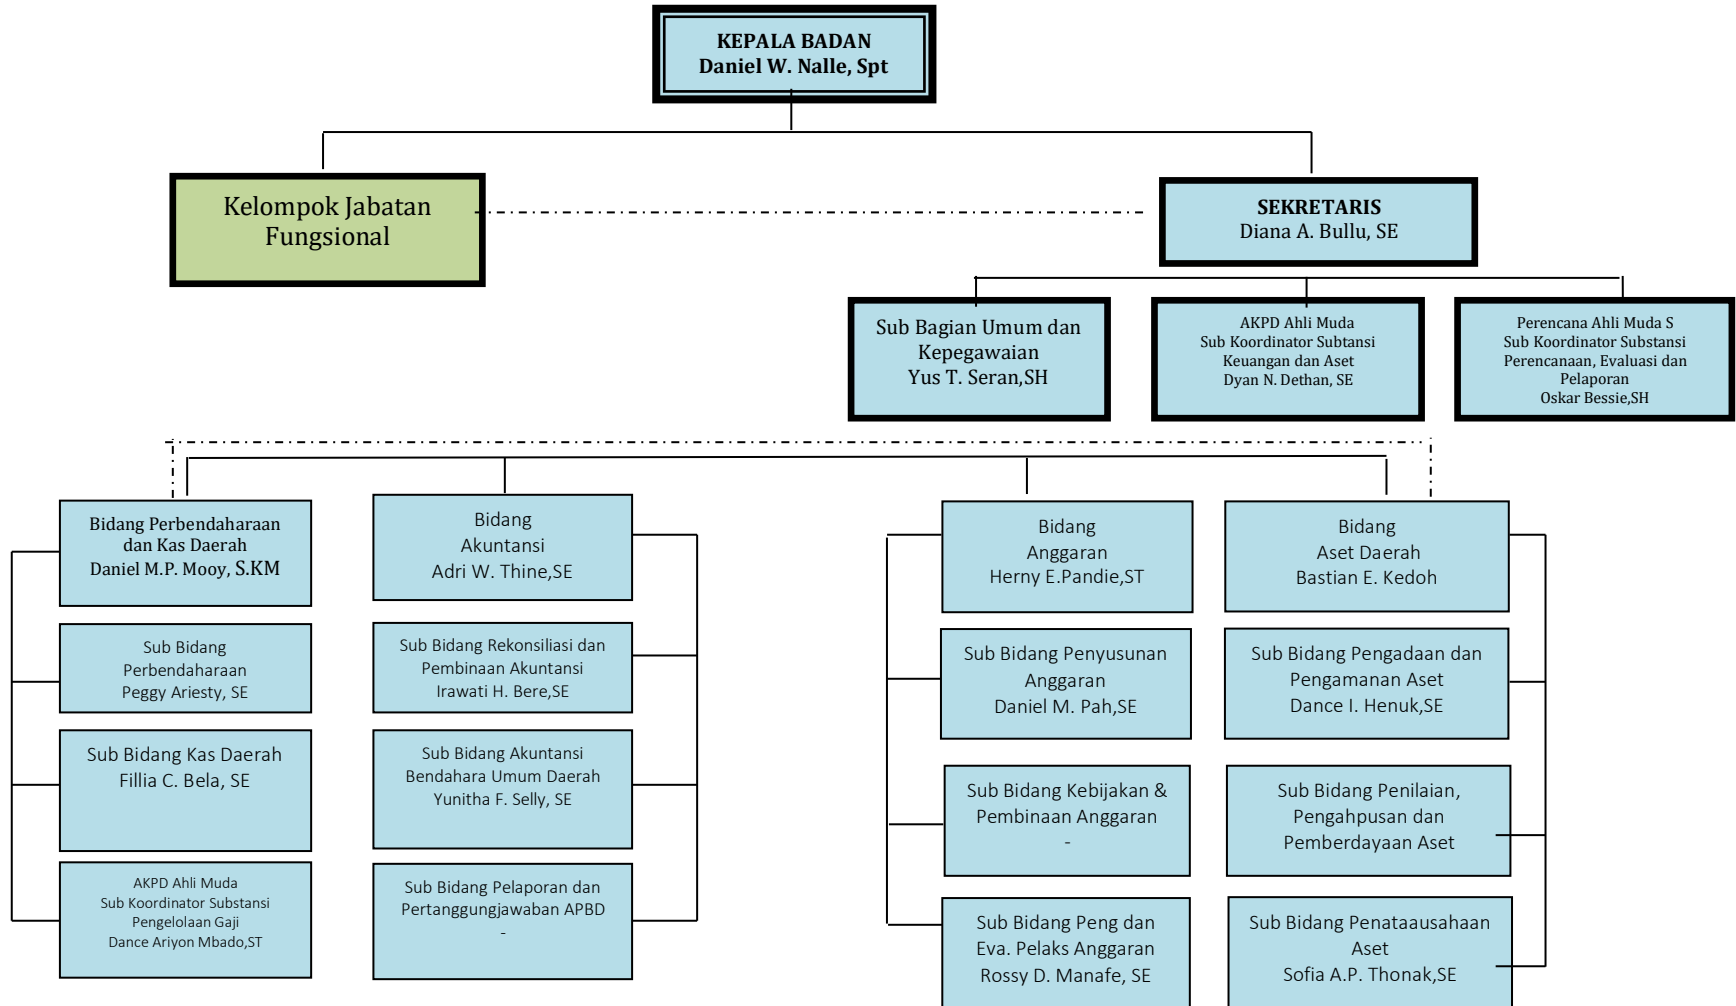 KEPALA BADAN
Daniel W. Nalle, Spt
Kelompok Jabatan
Fungsional
SEKRETARIS
Diana A. Bullu, SE
Sub Bagian Umum dan
Kepegawaian
Yus T. Seran,SH
AKPD Ahli Muda
Sub Koordinator Subtansi
Keuangan dan Aset
Dyan N. Dethan, SE
Perencana Ahli Muda S
Sub Koordinator Substansi
Perencanaan, Evaluasi dan
Pelaporan
Oskar Bessie,SH
Bidang Perbendaharaan
dan Kas Daerah
Daniel M.P. Mooy, S.KM
Bidang
Akuntansi
Adri W. Thine,SE
Bidang
Anggaran
Herny E.Pandie,ST
Bidang
Aset Daerah
Bastian E. Kedoh
Sub Bidang
Perbendaharaan
Peggy Ariesty, SE
Sub Bidang Rekonsiliasi dan
Pembinaan Akuntansi
Irawati H. Bere,SE
Sub Bidang Penyusunan
Anggaran
Daniel M. Pah,SE
Sub Bidang Pengadaan dan
Pengamanan Aset
Dance I. Henuk,SE
Sub Bidang Kas Daerah
Fillia C. Bela, SE
Sub Bidang Akuntansi
Bendahara Umum Daerah
Yunitha F. Selly, SE
Sub Bidang Kebijakan &
Pembinaan Anggaran
-
Sub Bidang Penilaian,
Pengahpusan dan
Pemberdayaan Aset
AKPD Ahli Muda
Sub Koordinator Substansi
Pengelolaan Gaji
Dance Ariyon Mbado,ST
Sub Bidang Pelaporan dan
Pertanggungjawaban APBD
-
Sub Bidang Peng dan
Eva. Pelaks Anggaran
Rossy D. Manafe, SE
Sub Bidang Penataausahaan
Aset
Sofia A.P. Thonak,SE